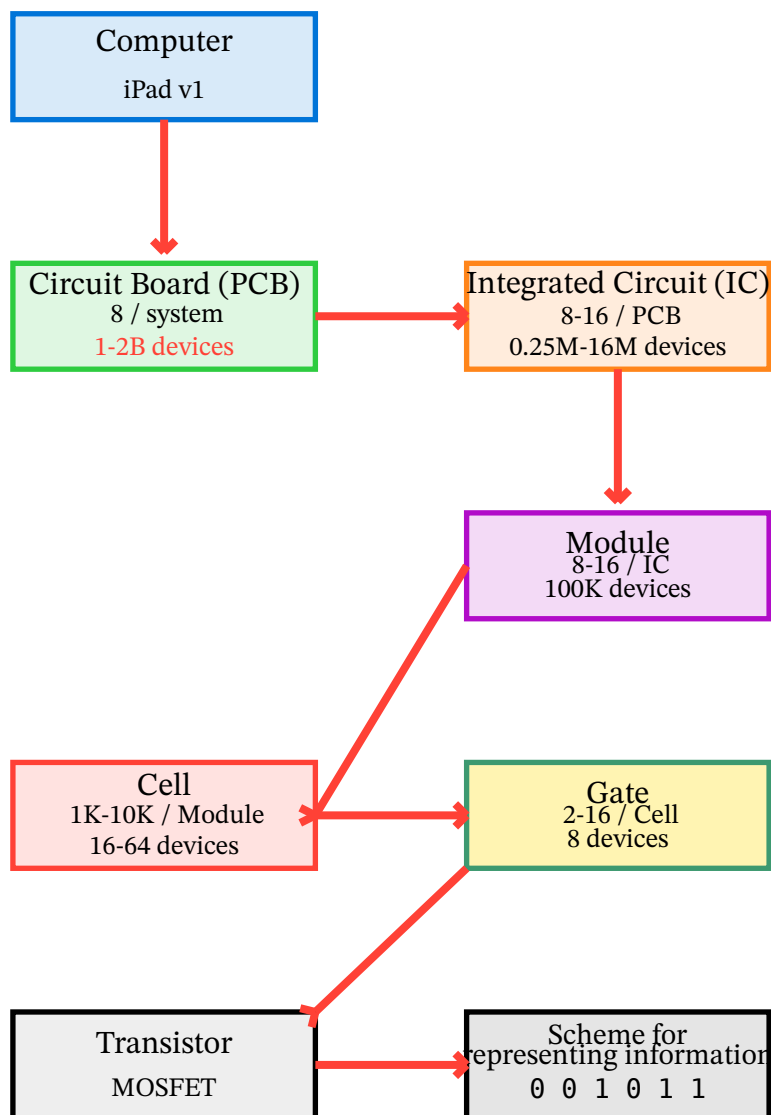 Computer
iPad v1
Circuit Board (PCB)
8 / system
1-2B devices
Integrated Circuit (IC)
8-16 / PCB
0.25M-16M devices
Module
8-16 / IC
100K devices
Cell
1K-10K / Module
16-64 devices
Gate
2-16 / Cell
8 devices
Transistor
MOSFET
Scheme for
representing information
0 0 1 0 1 1